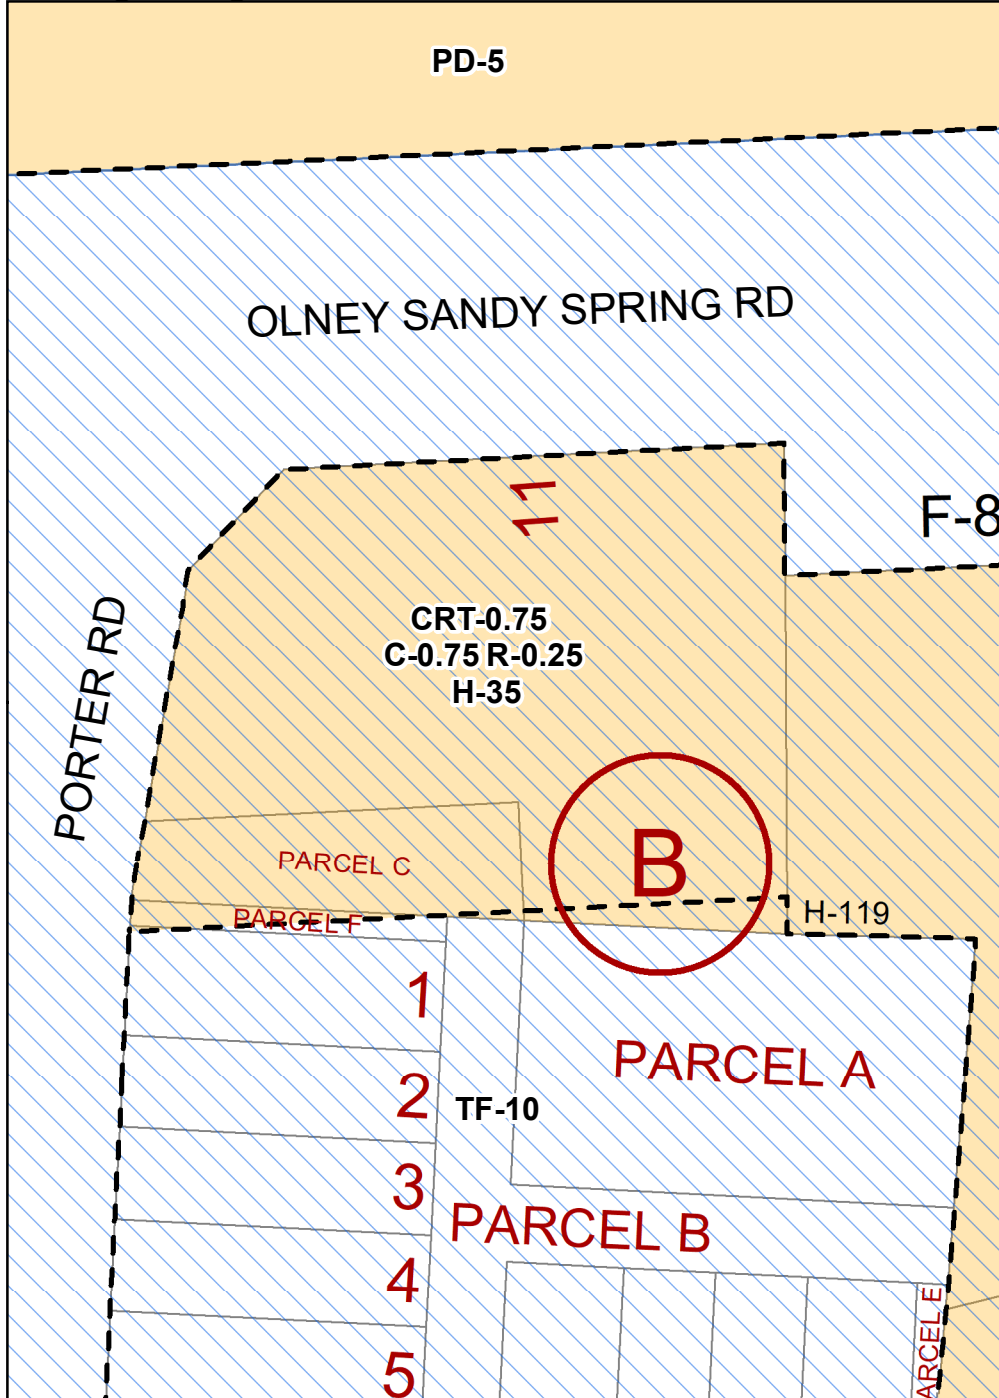 PD-5
OLNEY SANDY SPRING RD
11
F-8
CRT-0.75
C-0.75 R-0.25
H-35
PORTER RD
B
PARCEL C
H-119
PARCEL F
1
PARCEL A
2
TF-10
3
PARCEL B
4
ARCEL E
5